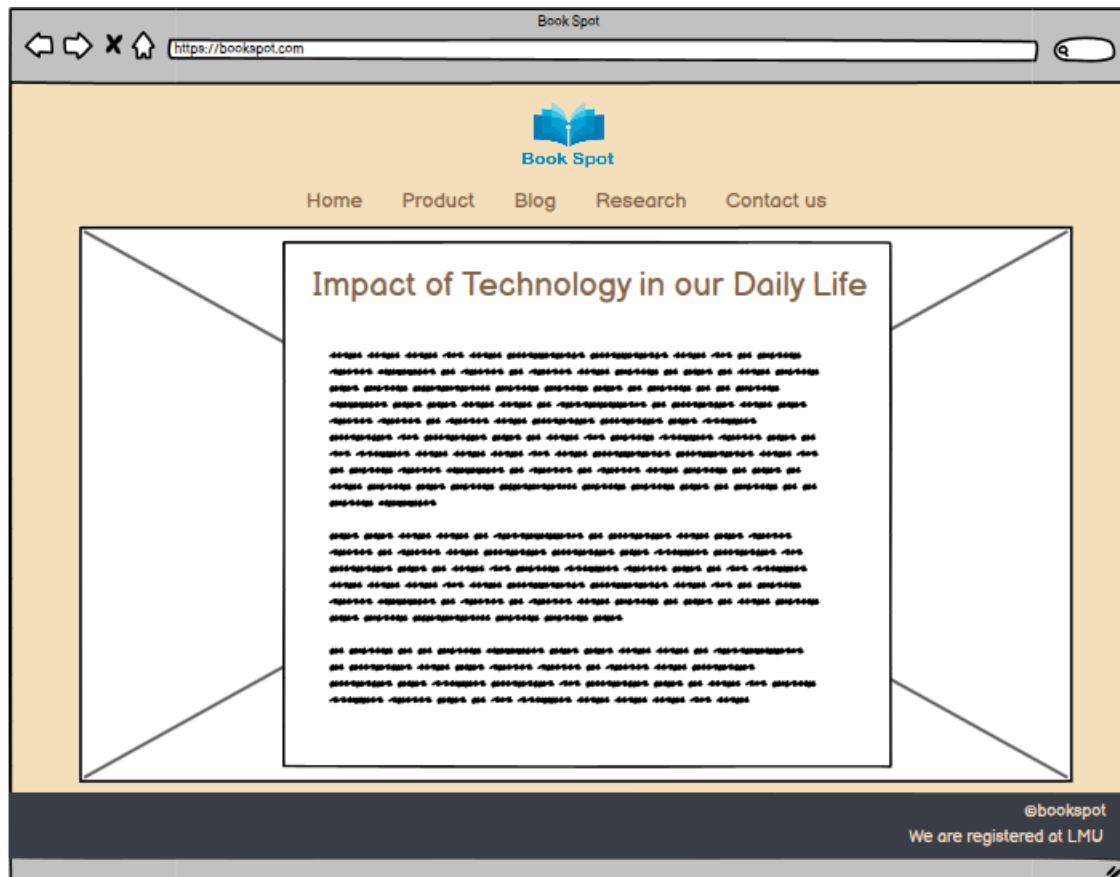 Book Spot
https://bookspot.com
Book Spot
Home Product Blog Research Contact us
Impact of Technology in our Daily Life
©bookspot
We are registered at LMU